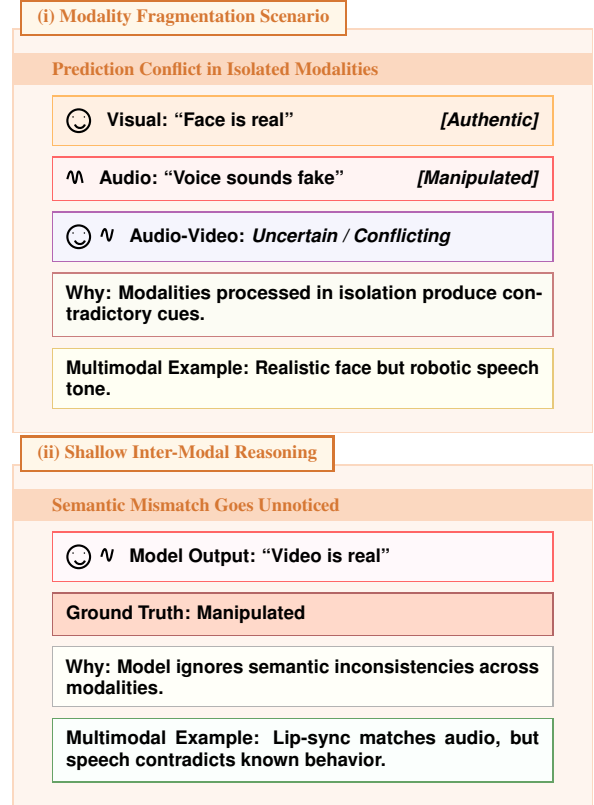 (i) Modality Fragmentation Scenario
Prediction Conflict in Isolated Modalities
Visual: “Face is real” [Authentic]
Audio: “Voice sounds fake” [Manipulated]
Audio-Video: Uncertain / Conflicting
Why: Modalities processed in isolation produce con-
tradictory cues.
Multimodal Example: Realistic face but robotic speech
tone.
(ii) Shallow Inter-Modal Reasoning
Semantic Mismatch Goes Unnoticed
Model Output: “Video is real”
Ground Truth: Manipulated
Why: Model ignores semantic inconsistencies across
modalities.
Multimodal Example: Lip-sync matches audio, but
speech contradicts known behavior.